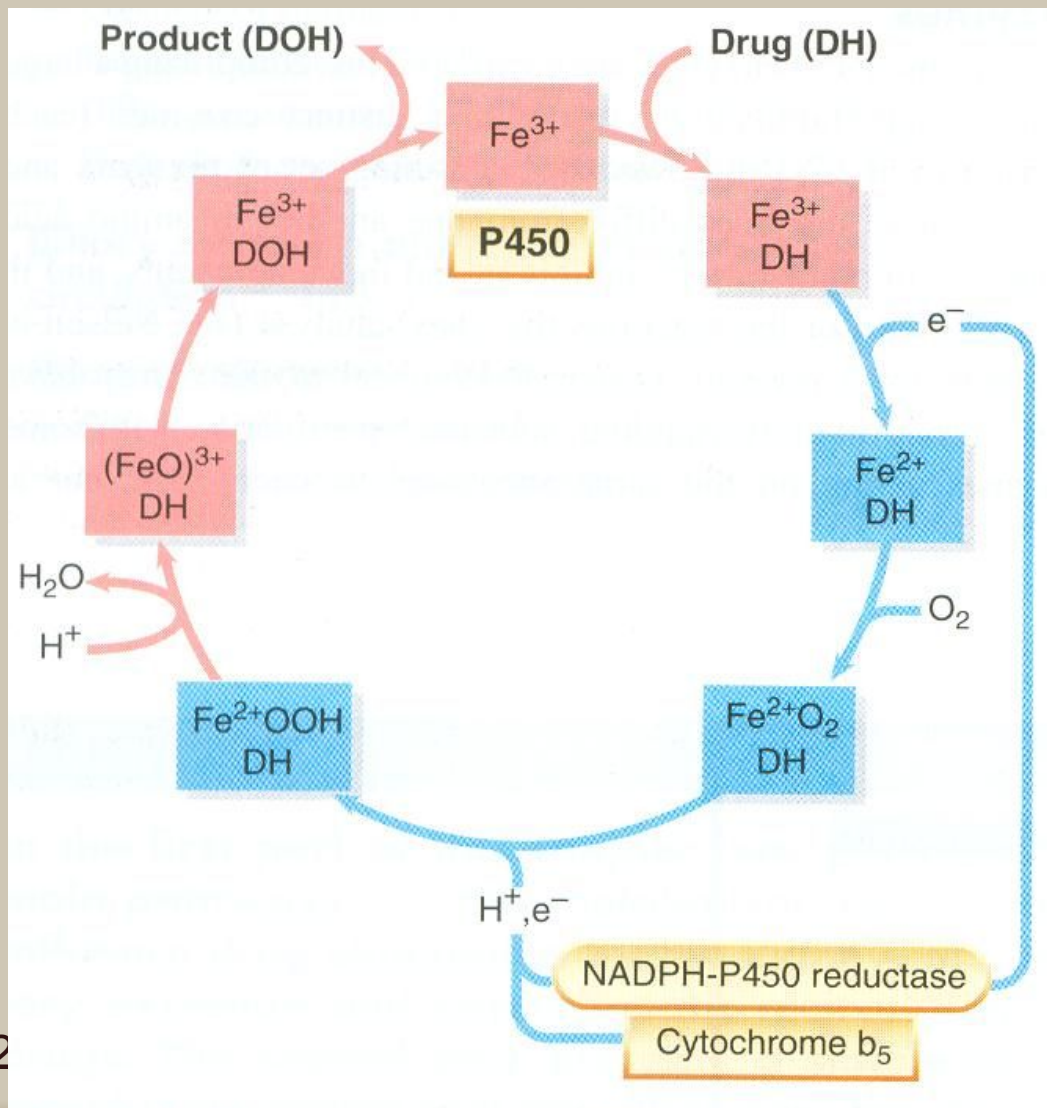 Product (DOH)
Drug (DH)
Fe³⁺
P450
Fe³⁺
DH
e⁻
Fe²⁺
DH
O₂
Fe²⁺O₂
DH
H⁺,e⁻
NADPH-P450 reductase
Cytochrome b₅
Fe²⁺OOH
DH
H⁺
H₂O
(FeO)³⁺
DH
Fe³⁺
DOH
2